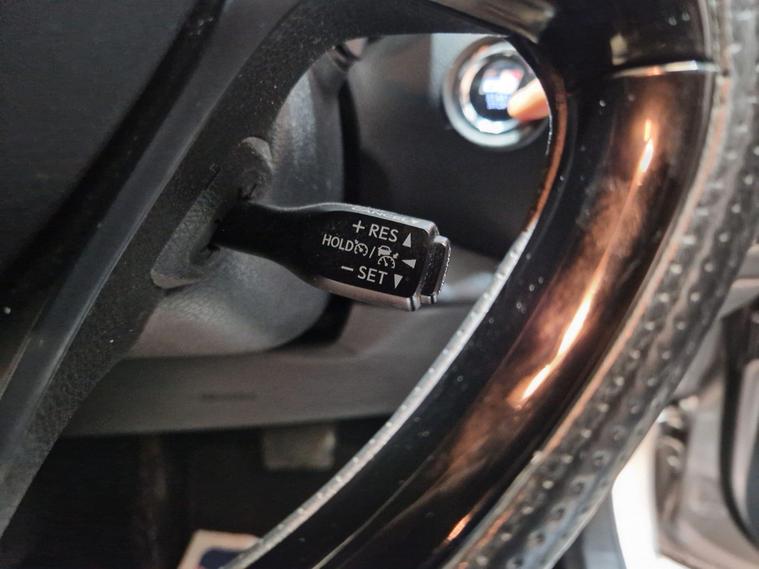 CANCEL
+ RES
HOLD /
− SET